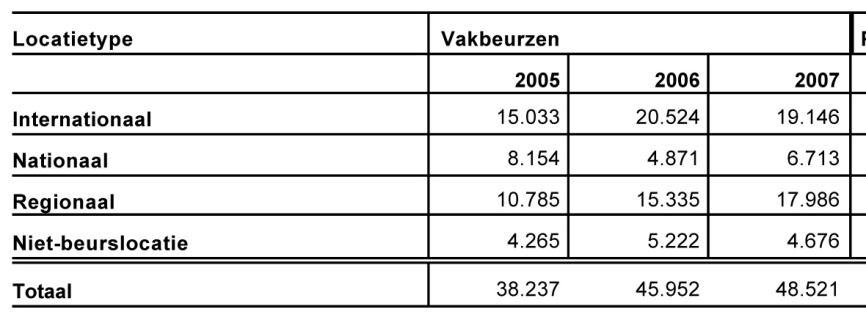 Locatietype Vakbeurzen
2005 2006 2007
Internationaal 15.033 20.524 19.146
Nationaal 8.154 4.871 6.713
Regionaal 10.785 15.335 17.986
Niet-beurslocatie 4.265 5.222 4.676
Totaal 38.237 45.952 48.521